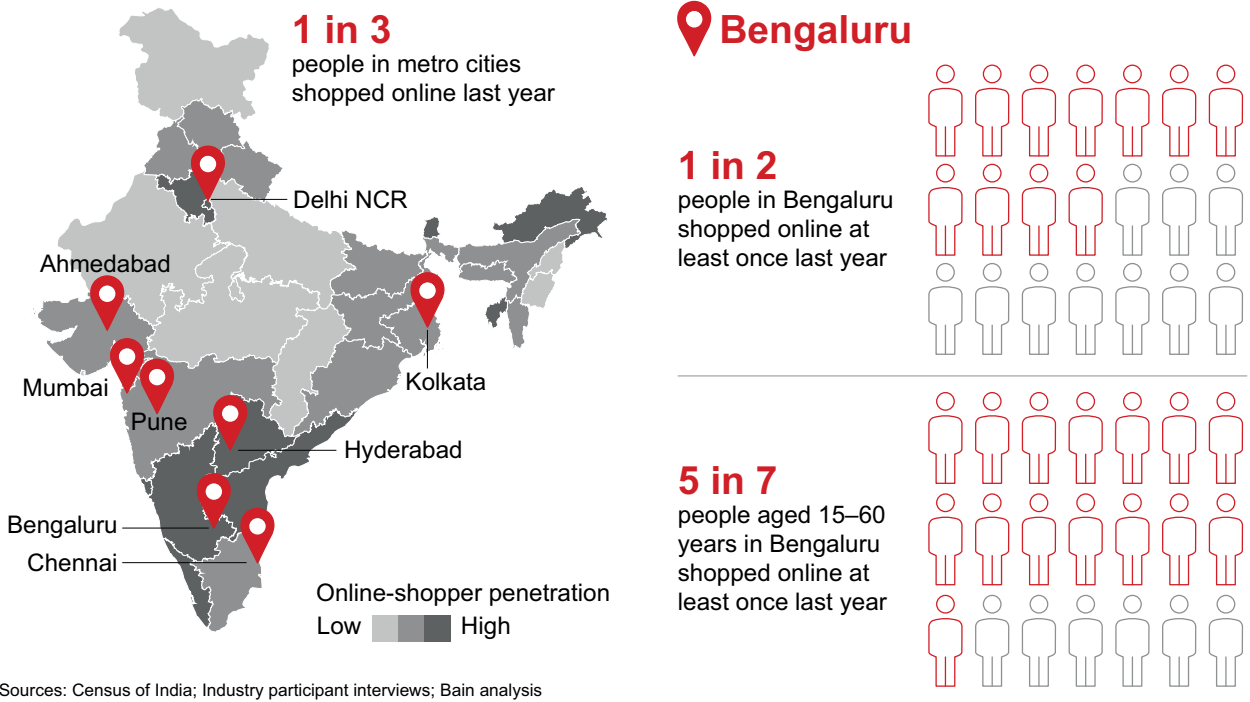 1 in 3
people in metro cities
shopped online last year
Delhi NCR
Ahmedabad
Mumbai
Pune
Kolkata
Hyderabad
Bengaluru
Chennai
Online-shopper penetration
Low High
Sources: Census of India; Industry participant interviews; Bain analysis
Bengaluru
1 in 2
people in Bengaluru
shopped online at
least once last year
5 in 7
people aged 15–60
years in Bengaluru
shopped online at
least once last year